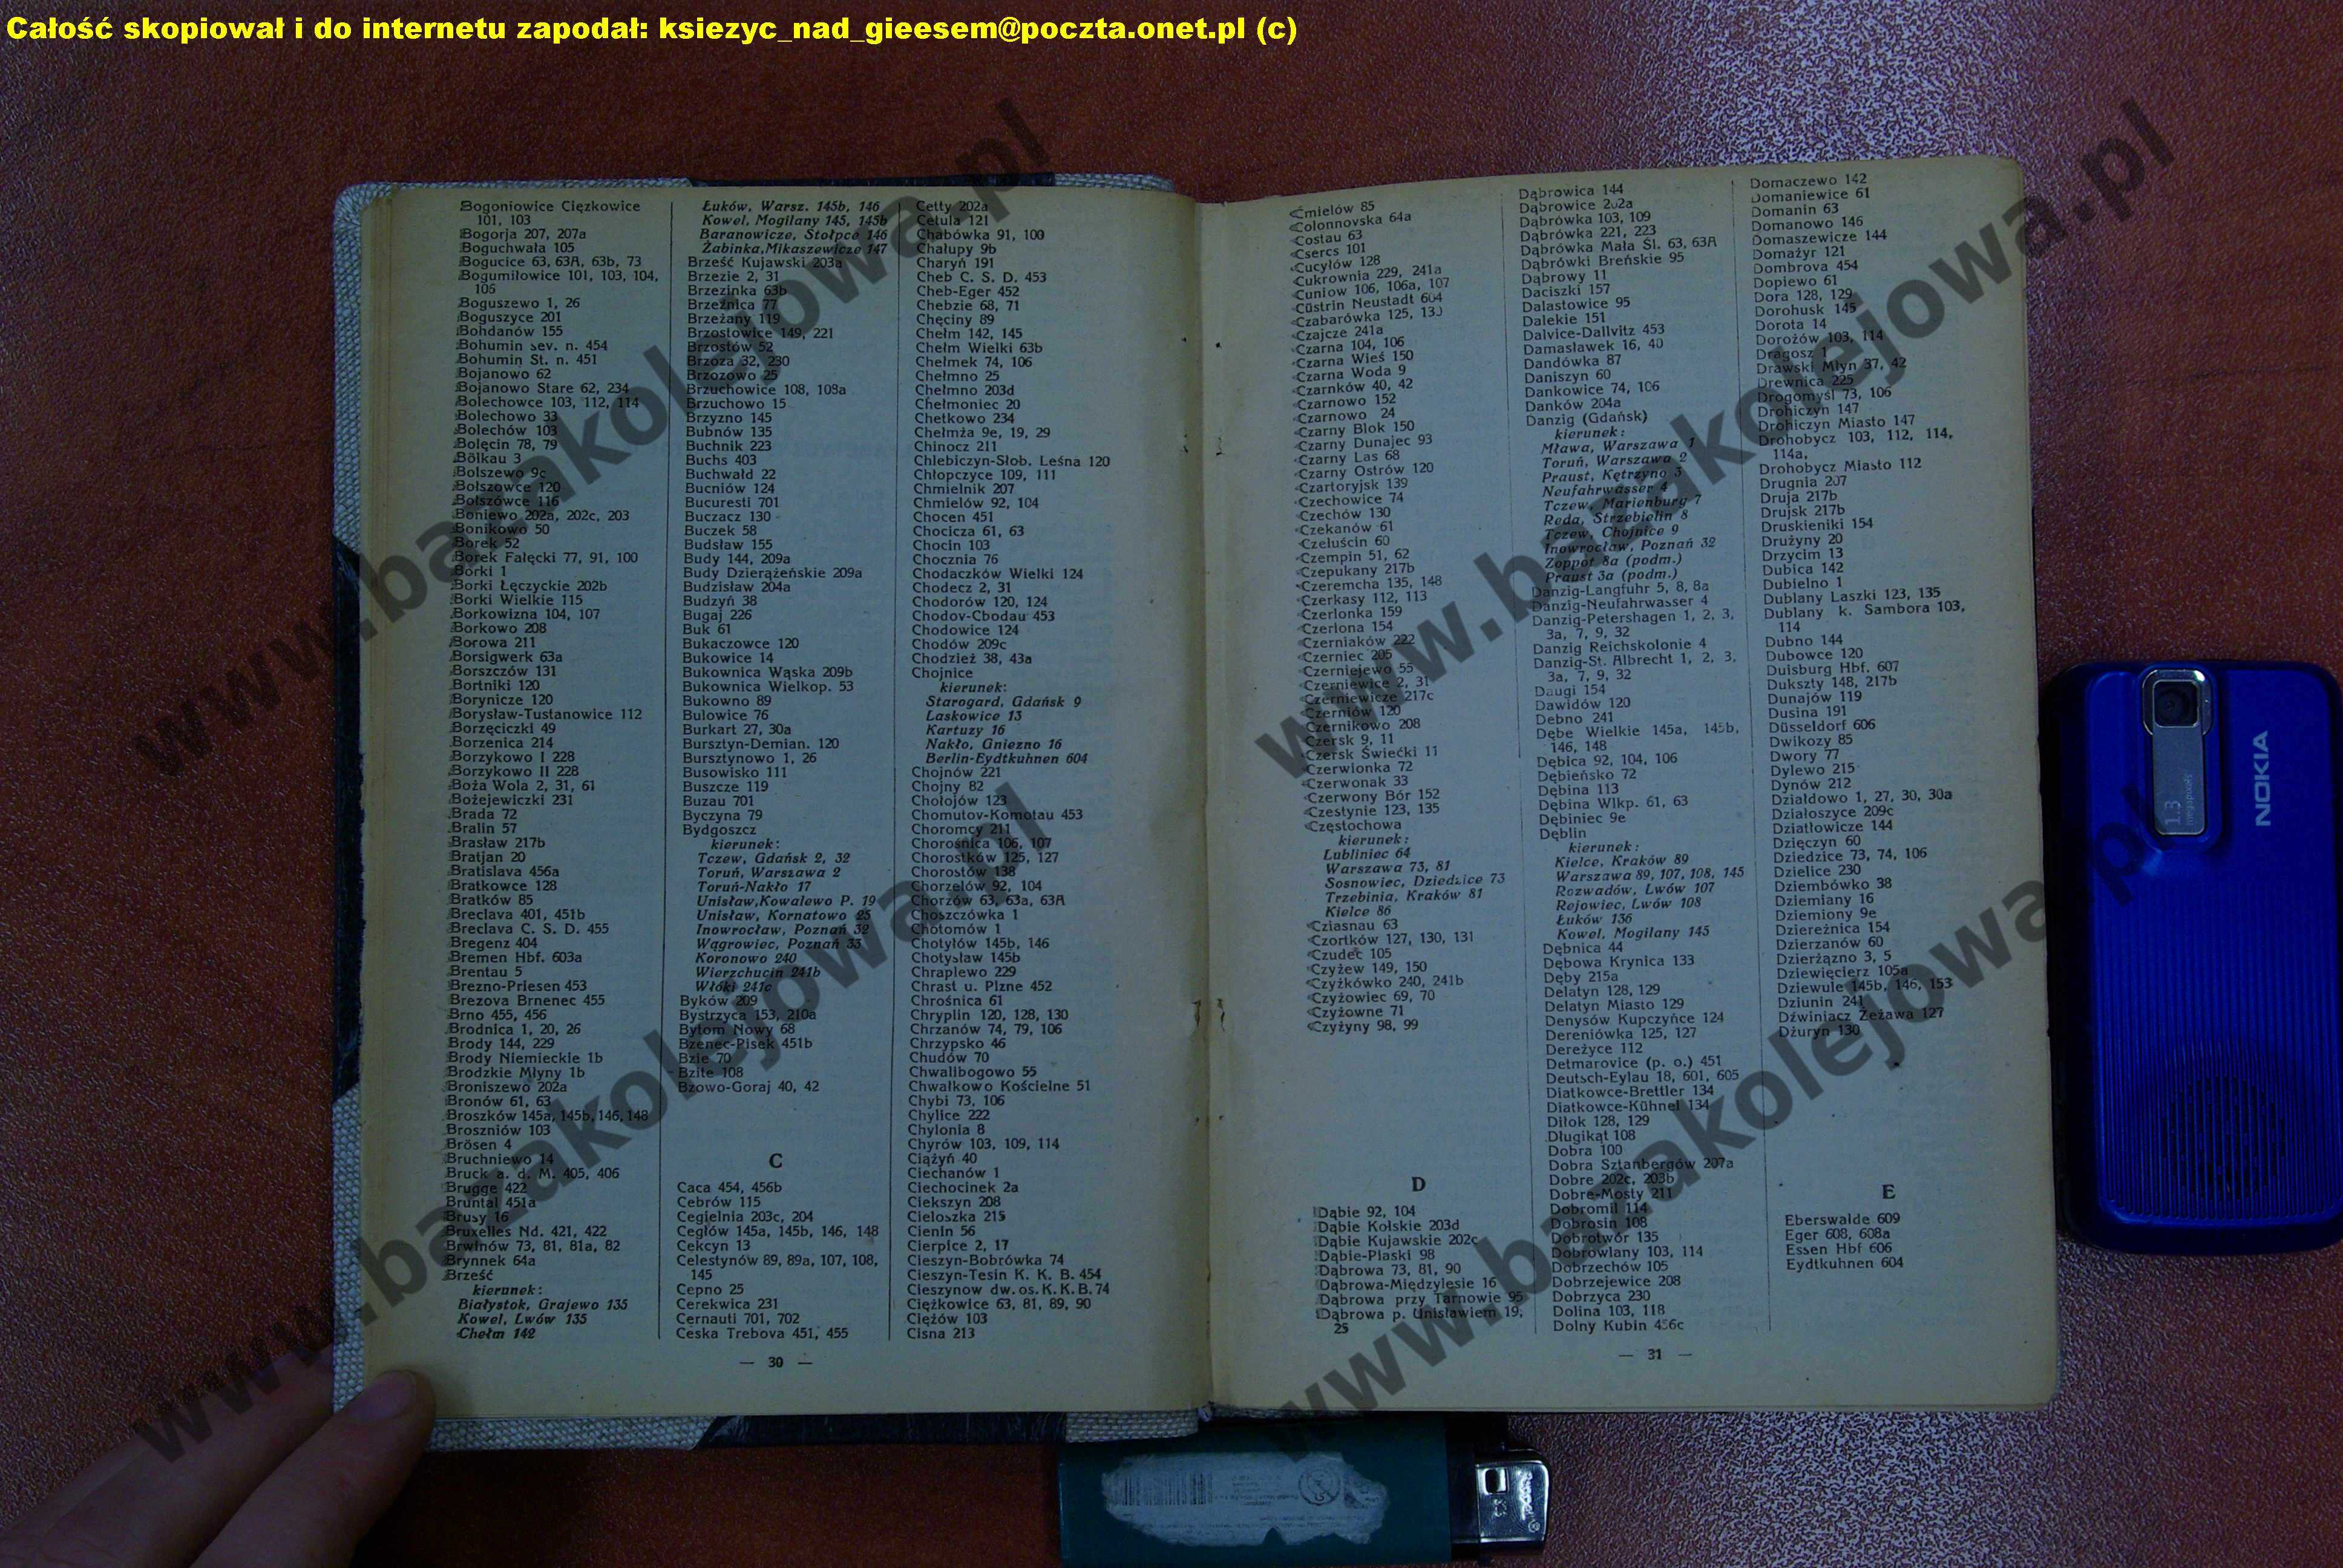 Całość skopiował i do internetu zapodał: ksiezyc_nad_gieesem@poczta.onet.pl (c)
Bogoniowice Ciężkowice
101, 103
Bogorja 207, 207a
Boguchwała 105
Bogucice 63, 63A, 63b, 73
Bogumiłowice 101, 103, 104,
106
Boguszewo 1, 26
Boguszyce 201
Bohdanów 155
Bohumin sev. n. 454
Bohumin St. n. 451
Bojanowo 62
Bojanowo Stare 62, 234
Bolechowce 103, 112, 114
Bolechowo 33
Bolechów 103
Bolęcin 78, 79
Bölkau 3
Bolszewo 9c
Bołszowce 120
Bołszówce 116
Boniewo 202a, 202c, 203
Bonikowo 50
Borek 52
Borek Fałęcki 77, 91, 100
Borki 1
Borki Łęczyckie 202b
Borki Wielkie 115
Borkowizna 104, 107
Borkowo 208
Borowa 211
Borsigwerk 63a
Borszczów 131
Bortniki 120
Borynicze 120
Borysław-Tustanowice 112
Borzęciczki 49
Borzenica 214
Borzykowo I 228
Borzykowo II 228
Boża Wola 2, 31, 61
Bożejewiczki 231
Brada 72
Bralin 57
Brasław 217b
Bratjan 20
Bratislava 456a
Bratkowce 128
Bratków 85
Breclava 401, 451b
Breclava C. S. D. 455
Bregenz 404
Bremen Hbf. 603a
Brentau 5
Brezno-Priesen 453
Brezova Brnenec 455
Brno 455, 456
Brodnica 1, 20, 26
Brody 144, 229
Brody Niemieckie 1b
Brodzkie Młyny 1b
Broniszewo 202a
Bronów 61, 63
Broszków 145a, 145b, 146, 148
Broszniów 103
Brösen 4
Bruchniewo 14
Bruck a. d. M. 405, 406
Brugge 422
Bruntal 451a
Brusy 16
Bruxelles Nd. 421, 422
Brwinów 73, 81, 81a, 82
Brynnek 64a
Brześć
kierunek:
Białystok, Grajewo 135
Kowel, Lwów 135
Chełm 142
Łuków, Warsz. 145b, 146
Kowel, Mogilany 145, 145b
Baranowicze, Stołpce 146
Żabinka, Mikaszewicze 147
Brześć Kujawski 203a
Brzezie 2, 31
Brzezinka 63b
Brzeźnica 77
Brzeżany 119
Brzostowice 149, 221
Brzostów 52
Brzoza 32, 230
Brzozowo 25
Brzuchowice 108, 108a
Brzuchowo 15
Brzyzno 145
Bubnów 135
Buchnik 223
Buchs 403
Buchwald 22
Bucniów 124
Bucuresti 701
Buczacz 130
Buczek 58
Budsław 155
Budy 144, 209a
Budy Dzierążeńskie 209a
Budzisław 204a
Budzyń 38
Bugaj 226
Buk 61
Bukaczowce 120
Bukowice 14
Bukownica Wąska 209b
Bukownica Wielkop. 53
Bukowno 89
Bulowice 76
Burkart 27, 30a
Bursztyn-Demian. 120
Bursztynowo 1, 26
Busowisko 111
Buszcze 119
Buzau 701
Byczyna 79
Bydgoszcz
kierunek:
Tczew, Gdańsk 2, 32
Toruń, Warszawa 2
Toruń-Nakło 17
Unisław, Kowalewo P. 19
Unisław, Kornatowo 25
Inowrocław, Poznań 32
Wągrowiec, Poznań 33
Koronowo 240
Wierzchucin 241b
Włóki 241c
Byków 209
Bystrzyca 153, 210a
Bytom Nowy 68
Bzenec-Pisek 451b
Bzie 70
Bzite 108
Bzowo-Goraj 40, 42
C
Caca 454, 456b
Cebrów 115
Cegielnia 203c, 204
Cegłów 145a, 145b, 146, 148
Cekcyn 13
Celestynów 89, 89a, 107, 108,
145
Cepno 25
Cerekwica 231
Cernauti 701, 702
Ceska Trebova 451, 455
Cetty 202a
Cetula 121
Chabówka 91, 100
Chałupy 9b
Charyń 191
Cheb C. S. D. 453
Cheb-Eger 452
Chebzie 68, 71
Chęciny 89
Chełm 142, 145
Chełm Wielki 63b
Chełmek 74, 106
Chełmno 25
Chełmno 203d
Chełmoniec 20
Chełkowo 234
Chełmża 9e, 19, 29
Chinocz 211
Chlebiczyn-Słob. Leśna 120
Chłopczyce 109, 111
Chmielnik 207
Chmielów 92, 104
Chocen 451
Chocicza 61, 63
Chocin 103
Chocznia 76
Chodaczków Wielki 124
Chodecz 2, 31
Chodorów 120, 124
Chodov-Cbodau 453
Chodowice 124
Chodów 209c
Chodzież 38, 43a
Chojnice
kierunek:
Starogard, Gdańsk 9
Laskowice 13
Kartuzy 16
Nakło, Gniezno 16
Berlin-Eydtkuhnen 604
Chojnów 221
Chojny 82
Chołojów 123
Chomutov-Komotau 453
Choromcy 211
Chorośnica 106, 107
Chorostków 125, 127
Chorostów 138
Chorzelów 92, 104
Chorzów 63, 63a, 63A
Choszczówka 1
Chotomów 1
Chotyłów 145b, 146
Chotysław 145b
Chraplewo 229
Chrast u. Plzne 452
Chrośnica 61
Chryplin 120, 128, 130
Chrzanów 74, 79, 106
Chrzypsko 46
Chudów 70
Chwalibogowo 55
Chwałkowo Kościelne 51
Chybi 73, 106
Chylice 222
Chylonia 8
Chyrów 103, 109, 114
Ciążyń 40
Ciechanów 1
Ciechocinek 2a
Ciekszyn 208
Cieloszka 215
Cienin 56
Cierpice 2, 17
Cieszyn-Bobrówka 74
Cieszyn-Tesin K. K. B. 454
Cieszynow dw. os. K. K. B. 74
Ciężkowice 63, 81, 89, 90
Ciężów 103
Cisna 213
— 30 —
Ćmielów 85
Colonnovska 64a
Costau 63
Csercs 101
Cucyłów 128
Cukrownia 229, 241a
Cuniow 106, 106a, 107
Cüstrin Neustadt 604
Czabarówka 125, 130
Czajcze 241a
Czarna 104, 106
Czarna Wieś 150
Czarna Woda 9
Czarnków 40, 42
Czarnowo 152
Czarnowo 24
Czarny Blok 150
Czarny Dunajec 93
Czarny Las 68
Czarny Ostrów 120
Czartoryjsk 139
Czechowice 74
Czechów 130
Czekanów 61
Czeluścin 60
Czempin 51, 62
Czepukany 217b
Czeremcha 135, 148
Czerkasy 112, 113
Czerlonka 159
Czerlona 154
Czerniaków 222
Czerniec 205
Czerniejewo 55
Czerniewice 2, 31
Czerniewicze 217c
Czerniów 120
Czernikowo 208
Czersk 9, 11
Czersk Świecki 11
Czerwionka 72
Czerwonak 33
Czerwony Bór 152
Czestynie 123, 135
Częstochowa
kierunek:
Lubliniec 64
Warszawa 73, 81
Sosnowiec, Dziedzice 73
Trzebinia, Kraków 81
Kielce 86
Cziasnau 63
Czortków 127, 130, 131
Czudec 105
Czyżew 149, 150
Czyżkówko 240, 241b
Czyżowiec 69, 70
Czyżowne 71
Czyżyny 98, 99
D
Dąbie 92, 104
Dąbie Kolskie 203d
Dąbie Kujawskie 202c
Dąbie-Piaski 98
Dąbrowa 73, 81, 90
Dąbrowa-Międzylesie 16
Dąbrowa przy Tarnowie 95
Dąbrowa p. Unisławiem 19,
25
Dąbrowica 144
Dąbrowice 202a
Dąbrówka 103, 109
Dąbrówka 221, 223
Dąbrówka Mała Śl. 63, 63A
Dąbrówki Breńskie 95
Dąbrowy 11
Daciszki 157
Dalastowice 95
Dalekie 151
Dalvice-Dallvitz 453
Damasławek 16, 40
Dandówka 87
Daniszyn 60
Dankowice 74, 106
Danków 204a
Danzig (Gdańsk)
kierunek:
Mława, Warszawa 1
Toruń, Warszawa 2
Praust, Kętrzyno 3
Neufahrwasser 4
Tczew, Marienburg 7
Reda, Strzebielin 8
Tczew, Chojnice 9
Inowrocław, Poznań 32
Zoppot 8a (podm.)
Praust 3a (podm.)
Danzig-Langfuhr 5, 8, 8a
Danzig-Neufahrwasser 4
Danzig-Petershagen 1, 2, 3,
3a, 7, 9, 32
Danzig Reichskolonie 4
Danzig-St. Albrecht 1, 2, 3,
3a, 7, 9, 32
Daugi 154
Dawidów 120
Debno 241
Dębe Wielkie 145a, 145b,
146, 148
Dębica 92, 104, 106
Dębieńsko 72
Dębina 113
Dębina Wlkp. 61, 63
Dębiniec 9e
Dęblin
kierunek:
Kielce, Kraków 89
Warszawa 89, 107, 108, 145
Rozwadów, Lwów 107
Rejowiec, Lwów 108
Łuków 136
Kowel, Mogilany 145
Dębnica 44
Dębowa Krynica 133
Dęby 215a
Delatyn 128, 129
Delatyn Miasto 129
Denysów Kupczyńce 124
Dereniówka 125, 127
Dereżyce 112
Detmarovice (p. o.) 451
Deutsch-Eylau 18, 601, 605
Diatkowce-Brettler 134
Diatkowce-Kühnel 134
Diłok 128, 129
Długikąt 108
Dobra 100
Dobra Sztanbergów 207a
Dobre 202c, 203b
Dobre-Mosty 211
Dobromil 114
Dobrosin 108
Dobrotwór 135
Dobrowlany 103, 114
Dobrzechów 105
Dobrzejewice 208
Dobrzyca 230
Dolina 103, 118
Dolny Kubin 456c
Domaczewo 142
Domaniewice 61
Domanin 63
Domanowo 146
Domaszewicze 144
Domażyr 121
Dombrova 454
Dopiewo 61
Dora 128, 129
Dorohusk 145
Dorota 14
Dorożów 103, 114
Dragosz 1
Drawski Młyn 37, 42
Drewnica 225
Drogomyśl 73, 106
Drohiczyn 147
Drohiczyn Miasto 147
Drohobycz 103, 112, 114,
114a,
Drohobycz Miasto 112
Drugnia 207
Druja 217b
Drujsk 217b
Druskieniki 154
Drużyny 20
Drzycim 13
Dubica 142
Dubielno 1
Dublany Laszki 123, 135
Dublany k. Sambora 103,
114
Dubno 144
Dubowce 120
Duisburg Hbf. 607
Dukszty 148, 217b
Dunajów 119
Dusina 191
Düsseldorf 606
Dwikozy 85
Dwory 77
Dylewo 215
Dynów 212
Działdowo 1, 27, 30, 30a
Działoszyce 209c
Dziatłowicze 144
Dzięczyn 60
Dziedzice 73, 74, 106
Dzielice 230
Dziembówko 38
Dziemiany 16
Dziemiony 9e
Dziereżnica 154
Dzierzanów 60
Dzierżązno 3, 5
Dziewięcierz 105a
Dziewule 145b, 146, 153
Dziunin 241
Dźwiniacz Żeżawa 127
Dżuryn 130
E
Eberswalde 609
Eger 608, 608a
Essen Hbf 606
Eydtkuhnen 604
— 31 —
NOKIA
1.3
megapixels
www.bazakolejowa.pl
www.bazakolejowa.pl
www.bazakolejowa.pl
www.bazakolejowa.pl